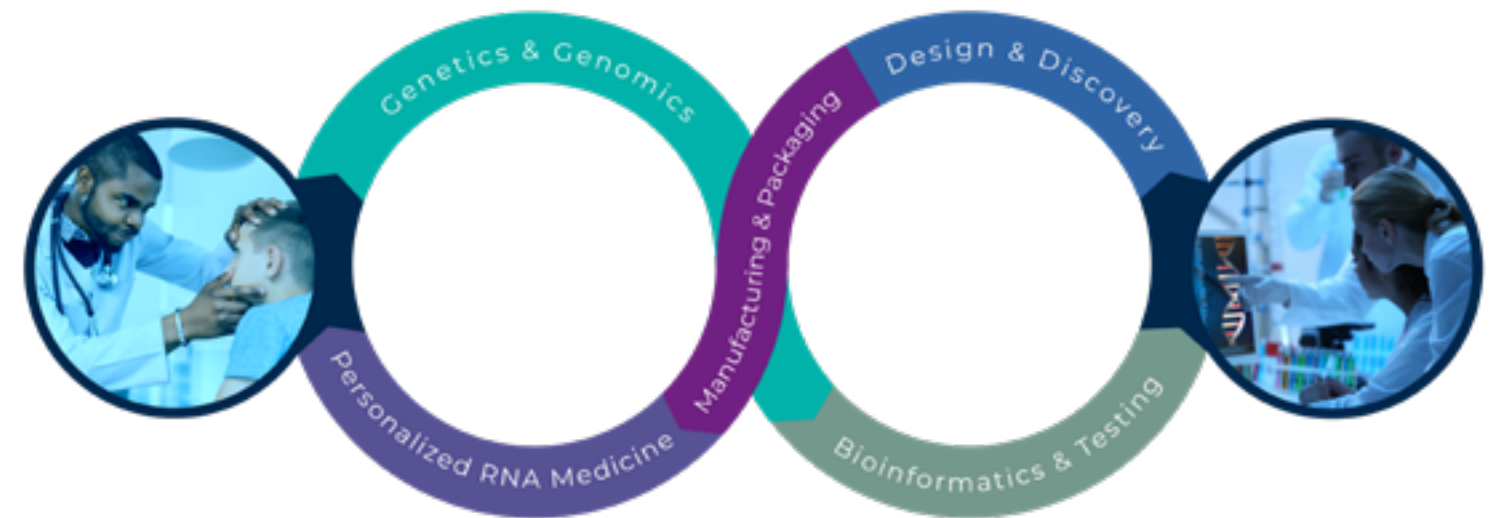 Genetics & Genomics
Design & Discovery
Manufacturing & Packaging
Personalized RNA Medicine
Bioinformatics & Testing